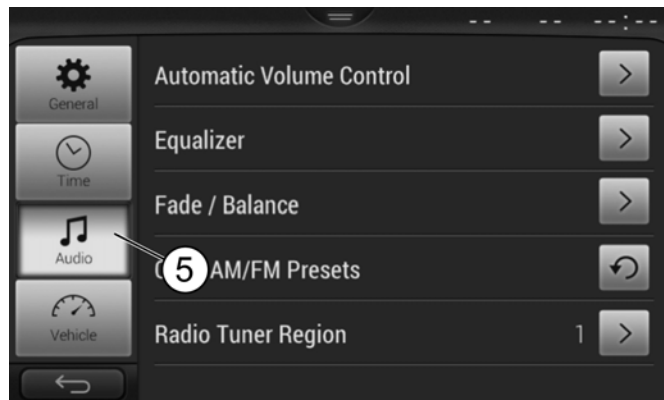 -- -- --:--
General
Automatic Volume Control
Time
Equalizer
Fade / Balance
Audio
5
AM/FM Presets
Vehicle
Radio Tuner Region 1